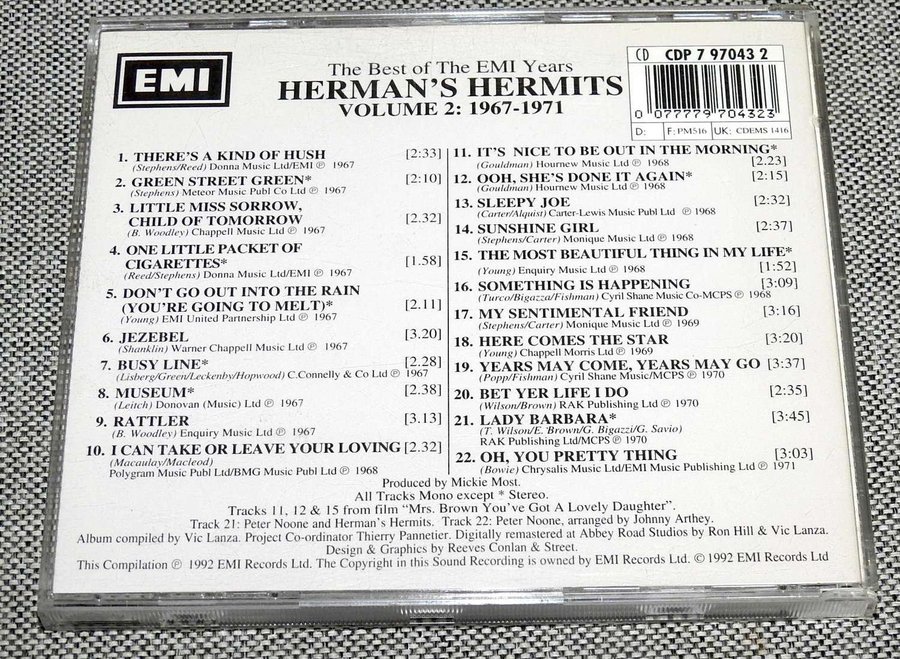 EMI
The Best of The EMI Years
HERMAN'S HERMITS
VOLUME 2: 1967-1971
CD CDP 7 97043 2
0 077779 704323
D: F: PM516 UK: CDEMS 1416
1. THERE'S A KIND OF HUSH [2:33]
(Stephens/Reed) Donna Music Ltd/EMI ℗ 1967
2. GREEN STREET GREEN* [2:10]
(Stephens) Meteor Music Publ Co Ltd ℗ 1967
3. LITTLE MISS SORROW,
CHILD OF TOMORROW [2.32]
(B. Woodley) Chappell Music Ltd ℗ 1967
4. ONE LITTLE PACKET OF
CIGARETTES* [1.58]
(Reed/Stephens) Donna Music Ltd/EMI ℗ 1967
5. DON'T GO OUT INTO THE RAIN
(YOU'RE GOING TO MELT)* [2.11]
(Young) EMI United Partnership Ltd ℗ 1967
6. JEZEBEL [3.20]
(Shanklin) Warner Chappell Music Ltd ℗ 1967
7. BUSY LINE* [2.28]
(Lisberg/Green/Leckenby/Hopwood) C.Connelly & Co Ltd ℗ 1967
8. MUSEUM* [2.38]
(Leitch) Donovan (Music) Ltd ℗ 1967
9. RATTLER [3.13]
(B. Woodley) Enquiry Music Ltd ℗ 1967
10. I CAN TAKE OR LEAVE YOUR LOVING [2.32]
(Macaulay/Macleod)
Polygram Music Publ Ltd/BMG Music Publ Ltd ℗ 1968
11. IT'S NICE TO BE OUT IN THE MORNING*
(Gouldman) Hournew Music Ltd ℗ 1968 [2.23]
12. OOH, SHE'S DONE IT AGAIN* [2:15]
(Gouldman) Hournew Music Ltd ℗ 1968
13. SLEEPY JOE [2:32]
(Carter/Alquist) Carter-Lewis Music Publ Ltd ℗ 1968
14. SUNSHINE GIRL [2:37]
(Stephens/Carter) Monique Music Ltd ℗ 1968
15. THE MOST BEAUTIFUL THING IN MY LIFE*
(Young) Enquiry Music Ltd ℗ 1968 [1:52]
16. SOMETHING IS HAPPENING [3:09]
(Turco/Bigazza/Fishman) Cyril Shane Music Co-MCPS ℗ 1968
17. MY SENTIMENTAL FRIEND [3:16]
(Stephens/Carter) Monique Music Ltd ℗ 1969
18. HERE COMES THE STAR [3:20]
(Young) Chappell Morris Ltd ℗ 1969
19. YEARS MAY COME, YEARS MAY GO [3:37]
(Popp/Fishman) Cyril Shane Music/MCPS ℗ 1970
20. BET YER LIFE I DO [2:35]
(Wilson/Brown) RAK Publishing Ltd ℗ 1970
21. LADY BARBARA* [3:45]
(T. Wilson/E. Brown/G. Bigazzi/G. Savio)
RAK Publishing Ltd/MCPS ℗ 1970
22. OH, YOU PRETTY THING [3:03]
(Bowie) Chrysalis Music Ltd/EMI Music Publishing Ltd ℗ 1971
Produced by Mickie Most.
All Tracks Mono except * Stereo.
Tracks 11, 12 & 15 from film "Mrs. Brown You've Got A Lovely Daughter".
Track 21: Peter Noone and Herman's Hermits. Track 22: Peter Noone, arranged by Johnny Arthey.
Album compiled by Vic Lanza. Project Co-ordinator Thierry Pannetier. Digitally remastered at Abbey Road Studios by Ron Hill & Vic Lanza.
Design & Graphics by Reeves Conlan & Street.
This Compilation ℗ 1992 EMI Records Ltd. The Copyright in this Sound Recording is owned by EMI Records Ltd. © 1992 EMI Records Ltd